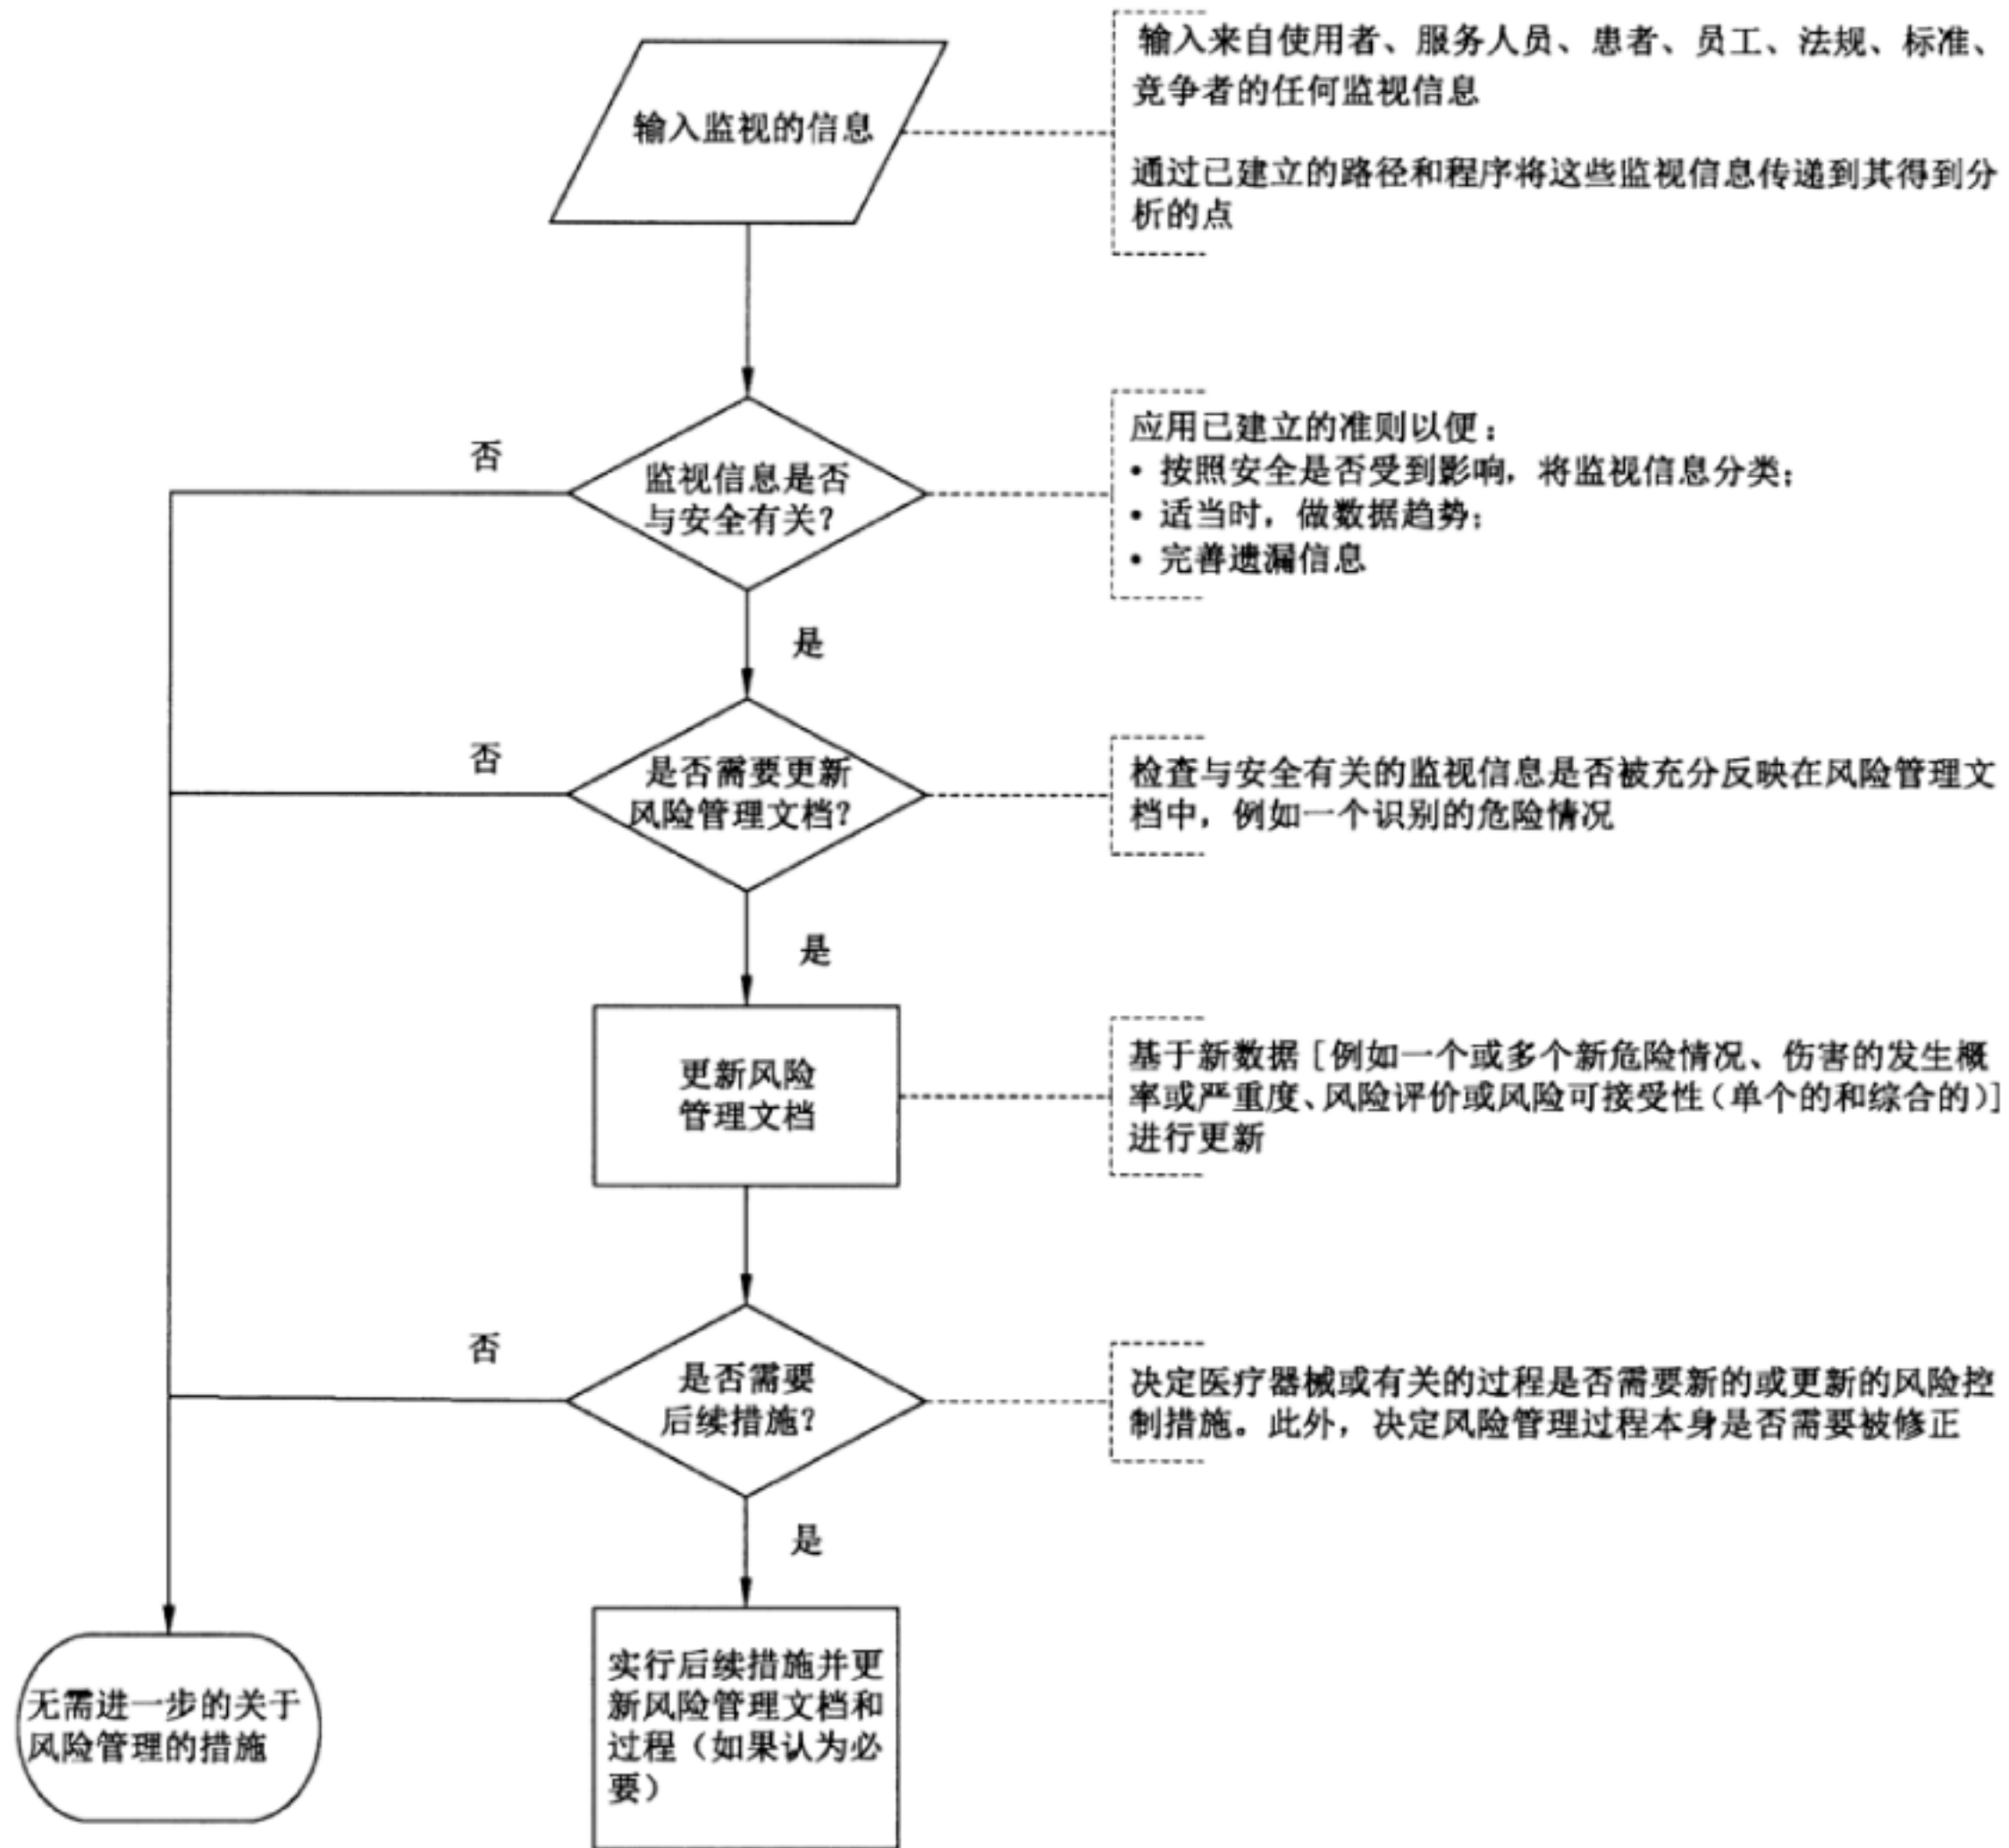 输入监视的信息
输入来自使用者、服务人员、患者、员工、法规、标准、
竞争者的任何监视信息
通过已建立的路径和程序将这些监视信息传递到其得到分
析的点
否
监视信息是否
与安全有关？
应用已建立的准则以便：
• 按照安全是否受到影响，将监视信息分类；
• 适当时，做数据趋势；
• 完善遗漏信息
是
否
是否需要更新
风险管理文档？
检查与安全有关的监视信息是否被充分反映在风险管理文
档中，例如一个识别的危险情况
是
更新风险
管理文档
基于新数据［例如一个或多个新危险情况、伤害的发生概
率或严重度、风险评价或风险可接受性（单个的和综合的）］
进行更新
否
是否需要
后续措施？
决定医疗器械或有关的过程是否需要新的或更新的风险控
制措施。此外，决定风险管理过程本身是否需要被修正
是
无需进一步的关于
风险管理的措施
实行后续措施并更
新风险管理文档和
过程（如果认为必
要）